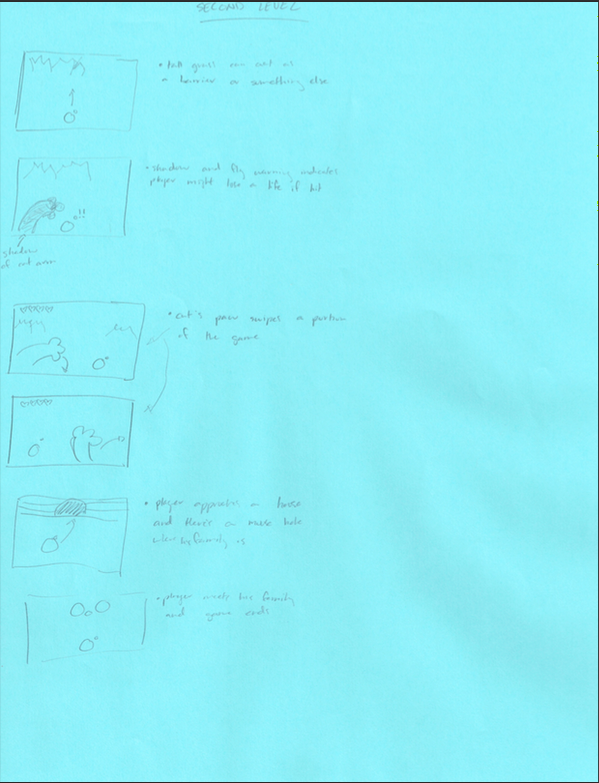 SECOND LEVEL
• tall grass can act as
a barrier or something else
• shadow and fly warning indicates
player might lose a life if hit
!!
shadow
of cat arm
• cat's paw swipes a portion
of the game
• player approaches a house
and there's a mouse hole
where his family is
• player meets his family
and game ends